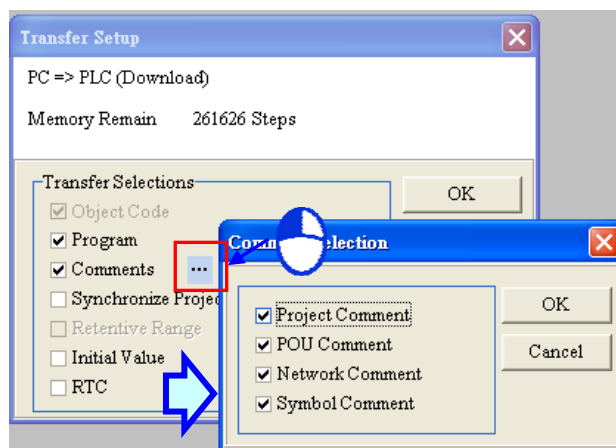 Transfer Setup
PC => PLC (Download)
Memory Remain 261626 Steps
Transfer Selections
OK
Object Code
Program
Comments ...
Synchronize
Retentive Range
Initial Value
RTC
OK
Cancel
Project Comment
POU Comment
Network Comment
Symbol Comment